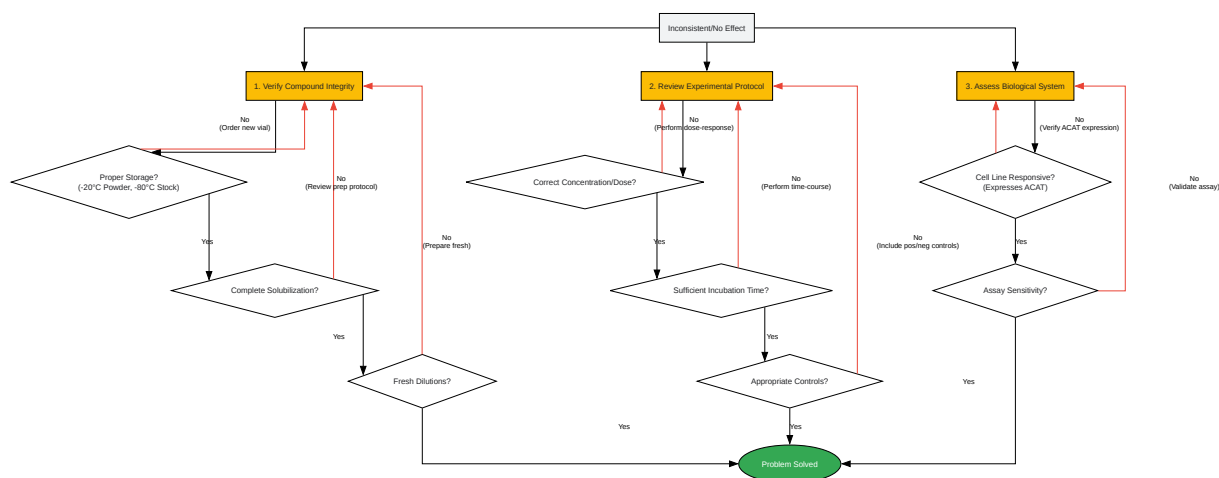 Inconsistent/No Effect
1. Verify Compound Integrity
2. Review Experimental Protocol
3. Assess Biological System
No
(Order new vial)
No
(Perform dose-response)
No
(Verify ACAT expression)
Proper Storage?
(-20°C Powder, -80°C Stock)
No
(Review prep protocol)
Correct Concentration/Dose?
No
(Perform time-course)
Cell Line Responsive?
(Expresses ACAT)
No
(Validate assay)
Yes
No
(Prepare fresh)
Yes
No
(Include pos/neg controls)
Yes
Complete Solubilization?
Sufficient Incubation Time?
Assay Sensitivity?
Yes
Yes
Fresh Dilutions?
Appropriate Controls?
Yes
Yes
Yes
Problem Solved